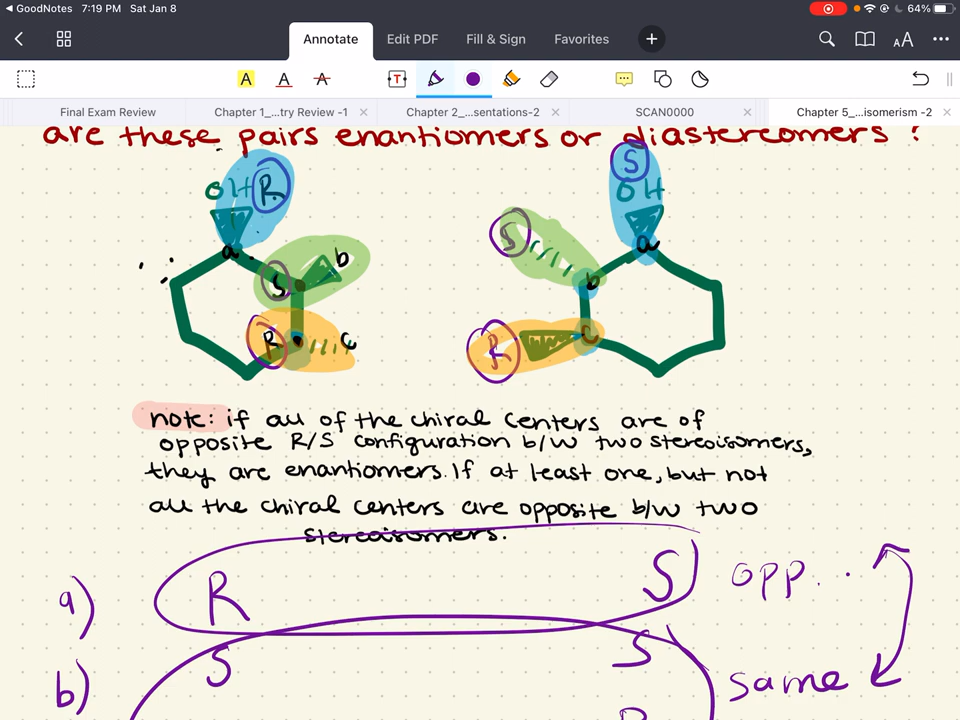 GoodNotes 7:19 PM Sat Jan 8 64%
Annotate Edit PDF Fill & Sign Favorites
A A A T
Final Exam Review Chapter 1_...try Review -1 Chapter 2_...sentations-2 SCAN0000 Chapter 5_...isomerism -2
are these pairs enantiomers or diastereomers?
OH R S
OH
a S b S a
b
R c R c
note: if all of the chiral centers are of
opposite R/S configuration b/w two stereoisomers,
they are enantiomers. If at least one, but not
all the chiral centers are opposite b/w two
stereoisomers.
a) R S opp...
b) S S same
R